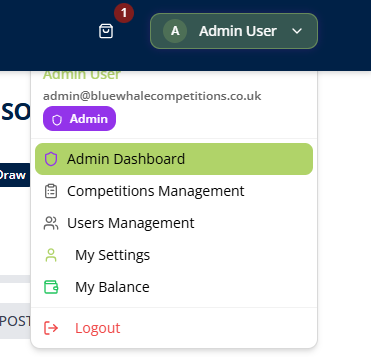 1
A Admin User
Admin User
admin@bluewhalecompetitions.co.uk
SO
Admin
Admin Dashboard
Draw
Competitions Management
Users Management
My Settings
My Balance
POST
Logout